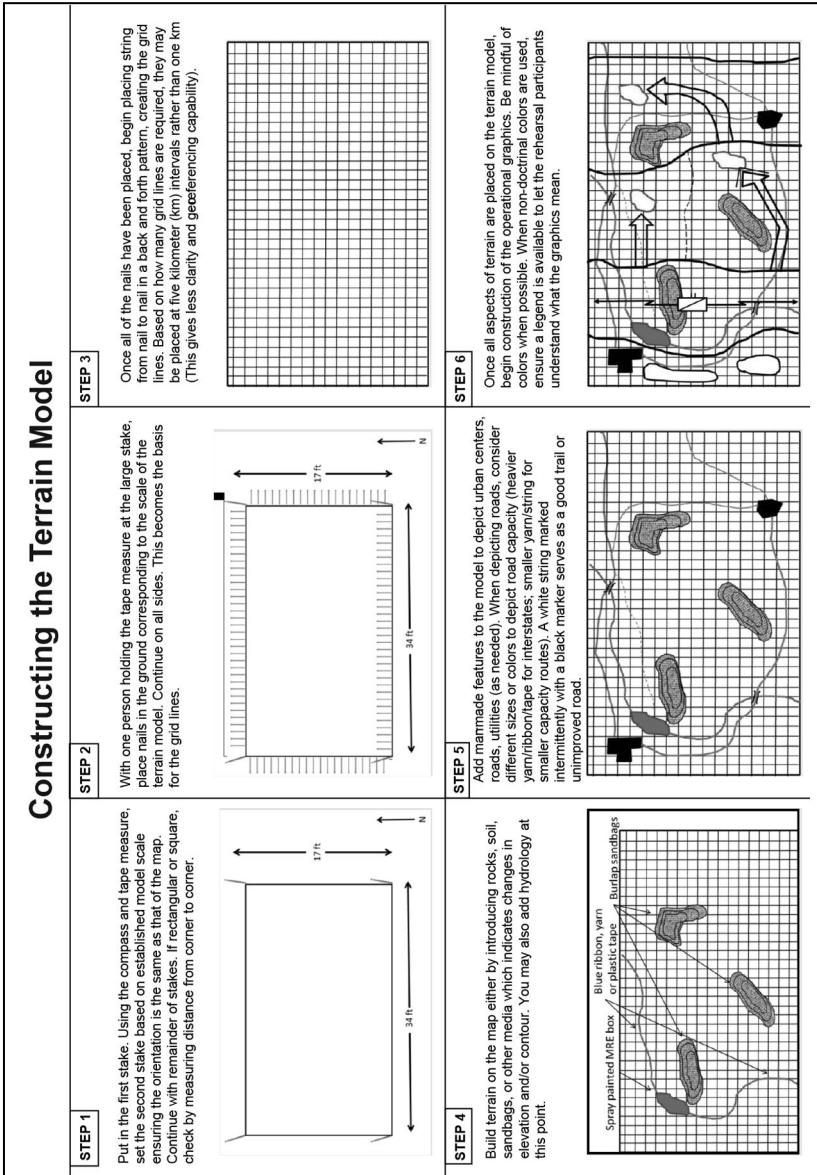 Constructing the Terrain Model
STEP 1
Put in the first stake. Using the compass and tape measure,
set the second stake based on established model scale
ensuring the orientation is the same as that of the map.
Continue with remainder of stakes. If rectangular or square,
check by measuring distance from corner to corner.
17 ft
34 ft
N
STEP 2
With one person holding the tape measure at the large stake,
place nails in the ground corresponding to the scale of the
terrain model. Continue on all sides. This becomes the basis
for the grid lines.
17 ft
34 ft
N
STEP 3
Once all of the nails have been placed, begin placing string
from nail to nail in a back and forth pattern, creating the grid
lines. Based on how many grid lines are required, they may
be placed at five kilometer (km) intervals rather than one km
(This gives less clarity and georeferencing capability).
STEP 4
Build terrain on the map either by introducing rocks, soil,
sandbags, or other media which indicates changes in
elevation and/or contour. You may also add hydrology at
this point.
Spray painted MRE box
Blue ribbon, yarn
or plastic tape
Burlap sandbags
STEP 5
Add manmade features to the model to depict urban centers,
roads, utilities (as needed). When depicting roads, consider
different sizes or colors to depict road capacity (heavier
yarn/ribbon/tape for interstates; smaller yarn/string for
smaller capacity routes). A white string marked
intermittently with a black marker serves as a good trail or
unimproved road.
STEP 6
Once all aspects of terrain are placed on the terrain model,
begin construction of the operational graphics. Be mindful of
colors when possible. When non-doctrinal colors are used,
ensure a legend is available to let the rehearsal participants
understand what the graphics mean.